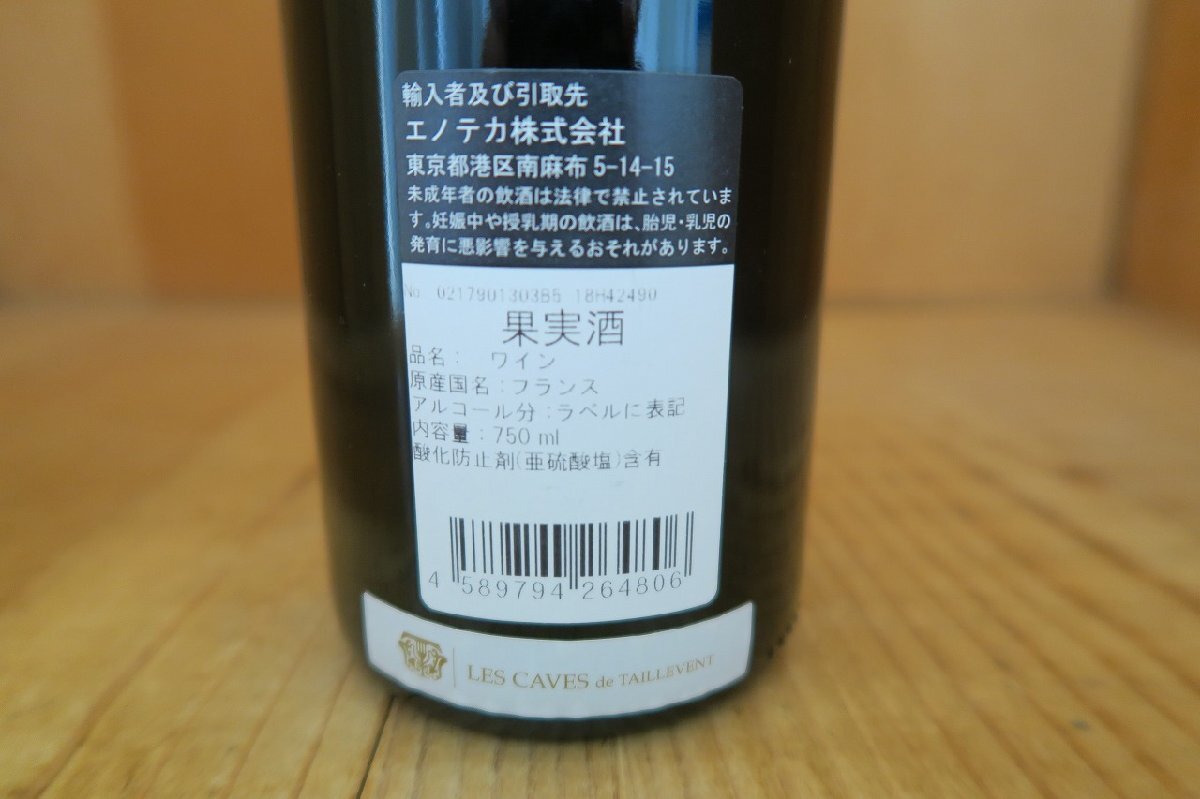 輸入者及び引取先
エノテカ株式会社
東京都港区南麻布5-14-15
未成年者の飲酒は法律で禁止されていま
す。妊娠中や授乳期の飲酒は、胎児・乳児の
発育に悪影響を与えるおそれがあります。
No. 0217901303B5 18H42490
果実酒
品名: ワイン
原産国名:フランス
アルコール分:ラベルに表記
内容量:750 ml
酸化防止剤(亜硫酸塩)含有
4 589794 264806
LES CAVES de TAILLEVENT